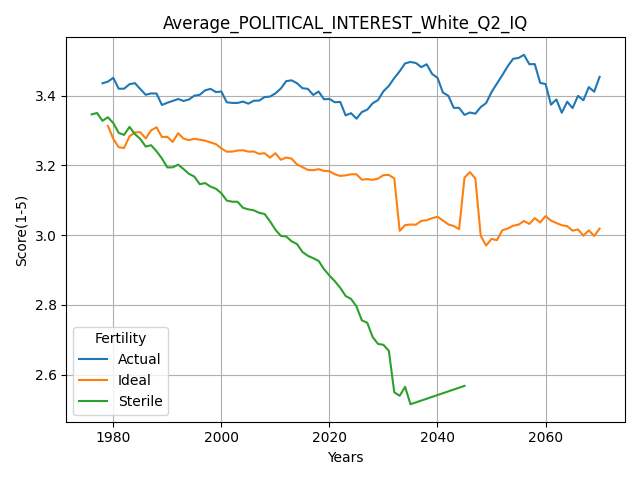 Average_POLITICAL_INTEREST_White_Q2_IQ
Score(1-5)
3.4
3.2
3.0
2.8
2.6
Fertility
Actual
Ideal
Sterile
1980 2000 2020 2040 2060
Years